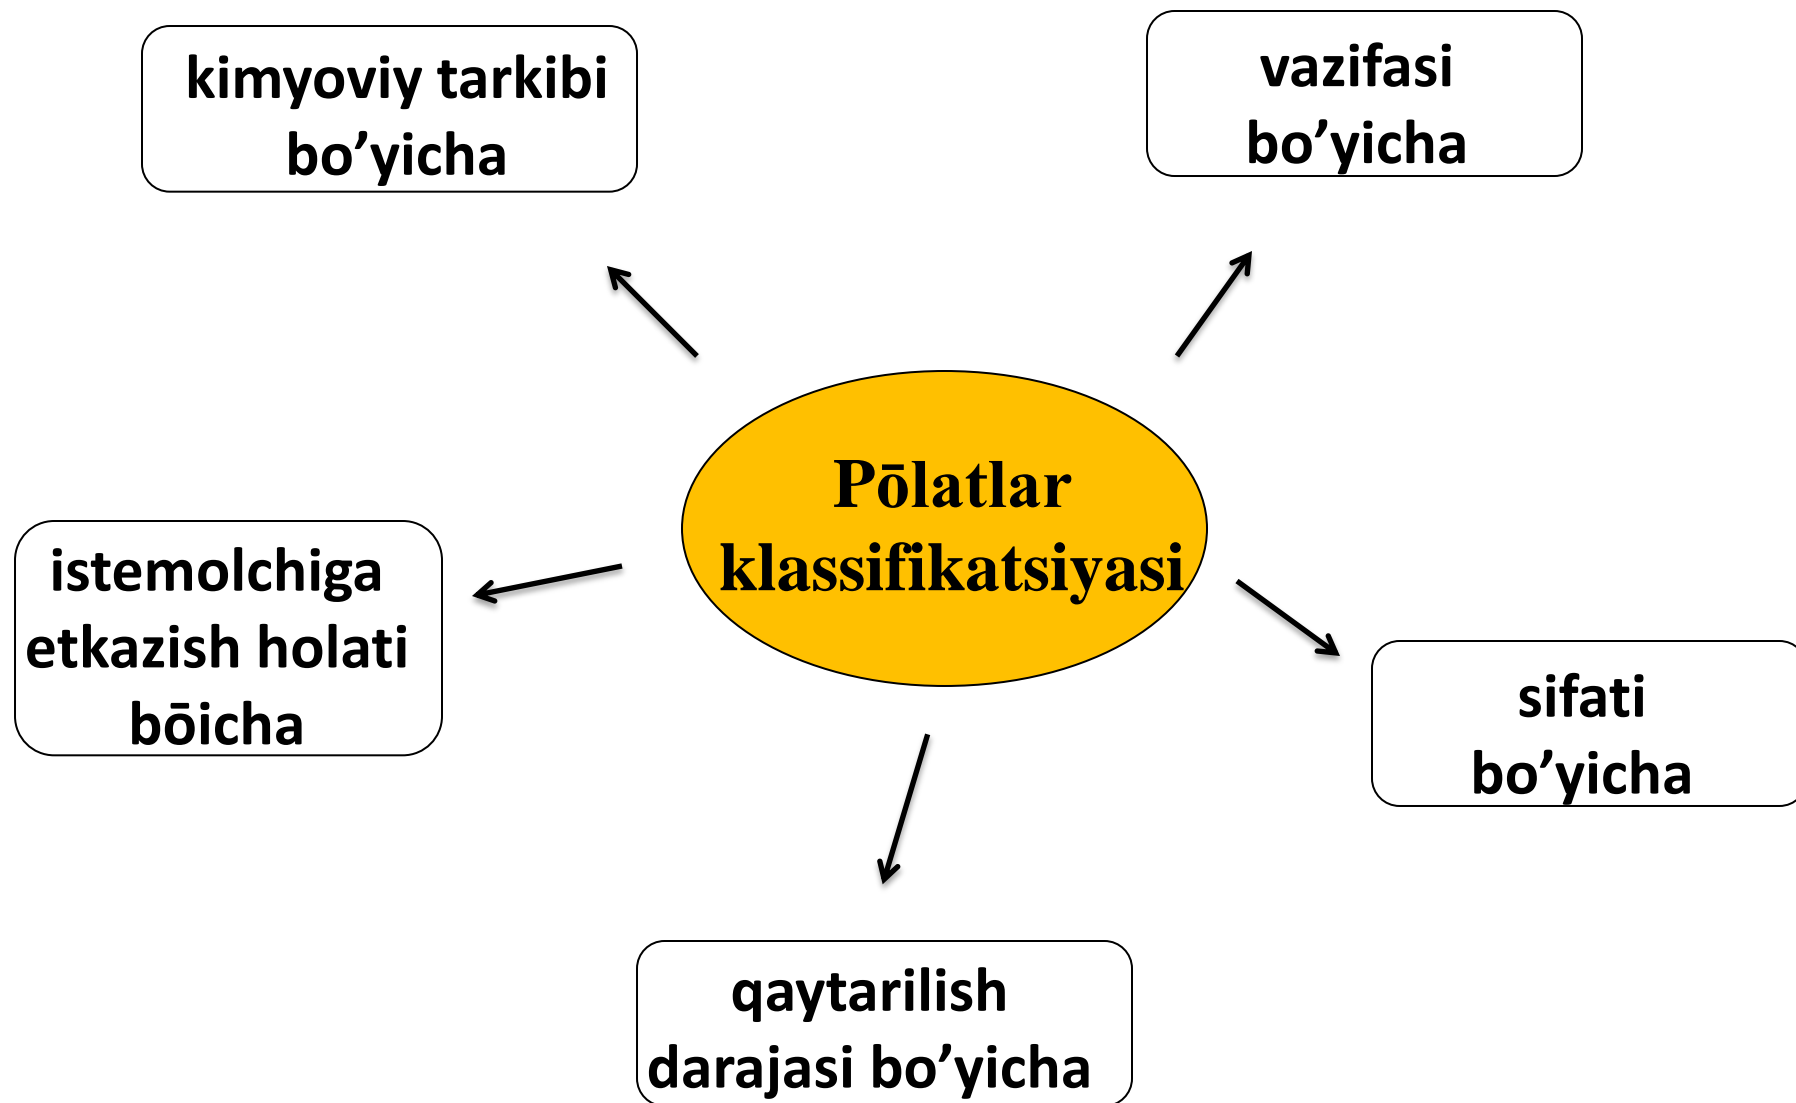 kimyoviy tarkibi
bo’yicha
vazifasi
bo’yicha
Pōlatlar
klassifikatsiyasi
istemolchiga
etkazish holati
bōicha
sifati
bo’yicha
qaytarilish
darajasi bo’yicha